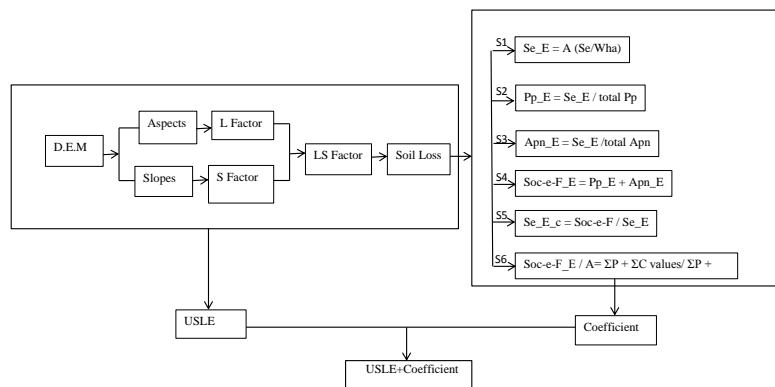 S1
Se_E = A (Se/Wha)
S2
Pp_E = Se_E / total Pp
S3
Apn_E = Se_E /total Apn
S4
Soc-e-F_E = Pp_E + Apn_E
S5
Se_E_c = Soc-e-F / Se_E
S6
Soc-e-F_E / A= ΣP + ΣC values/ ΣP +
D.E.M
Aspects
L Factor
Slopes
S Factor
LS Factor
Soil Loss
USLE
Coefficient
USLE+Coefficient